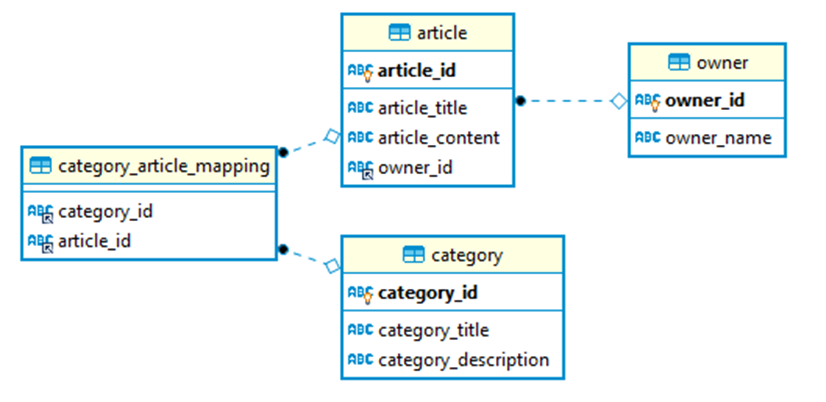 article
ABC article_id
ABC article_title
ABC article_content
ABC owner_id
owner
ABC owner_id
ABC owner_name
category_article_mapping
ABC category_id
ABC article_id
category
ABC category_id
ABC category_title
ABC category_description